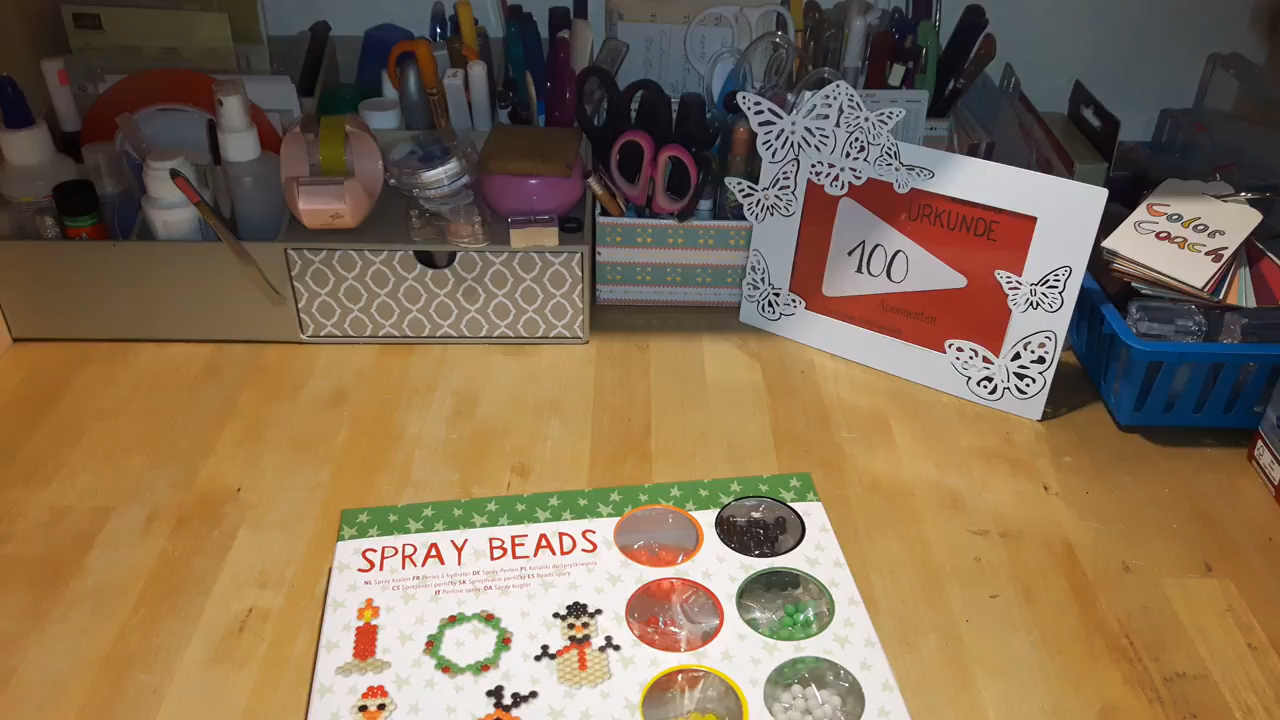 URKUNDE
100
Abonnenten
Color
Coach
SPRAY BEADS
NL Spray kralen FR Perles à hydrater DE Spray Perlen PL Koraliki do spryskiwania
CS Sprejovací perličky SK Sprejovacie perličky ES Beads spray
IT Perline spray DA Spray kugler